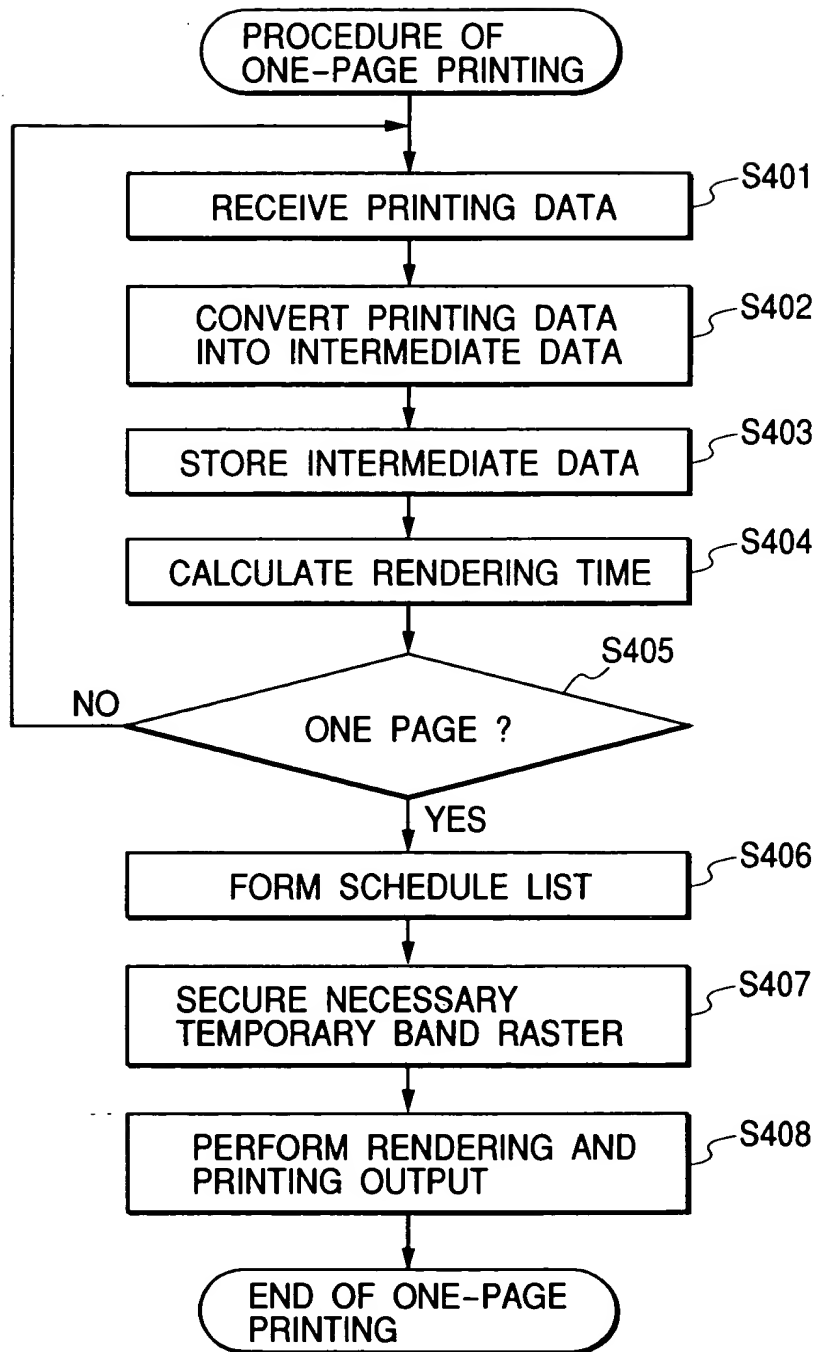 PROCEDURE OF
ONE-PAGE PRINTING
RECEIVE PRINTING DATA
S401
CONVERT PRINTING DATA
INTO INTERMEDIATE DATA
S402
STORE INTERMEDIATE DATA
S403
CALCULATE RENDERING TIME
S404
S405
NO
ONE PAGE ?
YES
FORM SCHEDULE LIST
S406
SECURE NECESSARY
TEMPORARY BAND RASTER
S407
PERFORM RENDERING AND
PRINTING OUTPUT
S408
END OF ONE-PAGE
PRINTING